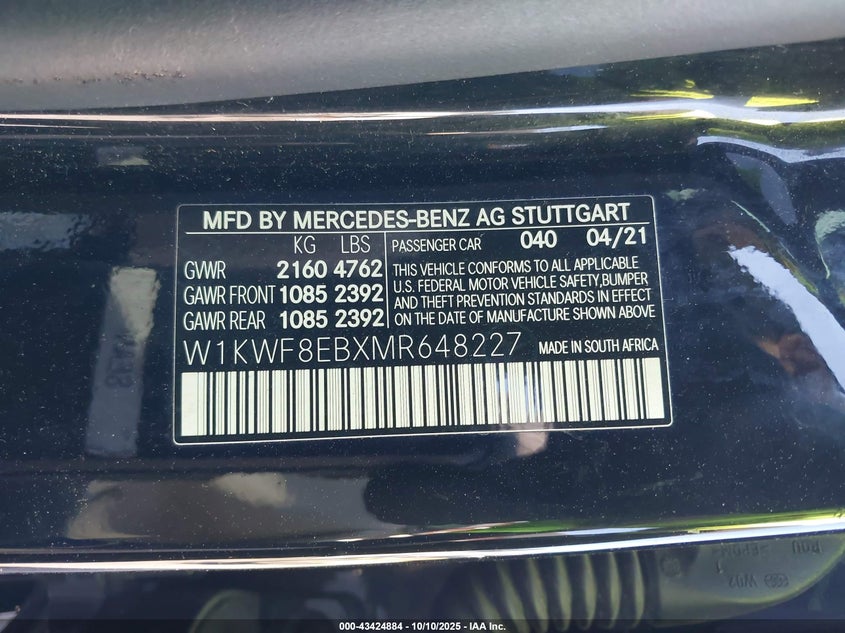 MFD BY MERCEDES-BENZ AG STUTTGART
KG LBS
PASSENGER CAR 040 04/21
GVWR 2160 4762
GAWR FRONT 1085 2392
GAWR REAR 1085 2392
THIS VEHICLE CONFORMS TO ALL APPLICABLE
U.S. FEDERAL MOTOR VEHICLE SAFETY,BUMPER
AND THEFT PREVENTION STANDARDS IN EFFECT
ON THE DATE OF MANUFACTURE SHOWN ABOVE
W1KWF8EBXMR648227 MADE IN SOUTH AFRICA
000-43424884 - 10/10/2025 - IAA Inc.